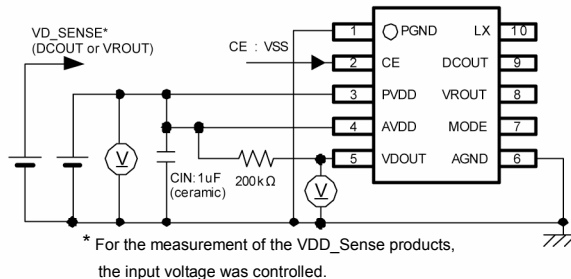 VD_SENSE*
(DCOUT or VROUT)
CE : VSS
1 PGND LX 10
2 CE DCOUT 9
3 PVDD VROUT 8
4 AVDD MODE 7
5 VDOUT AGND 6
V
CIN:1uF
(ceramic)
200kΩ
V
* For the measurement of the VDD_Sense products,
the input voltage was controlled.